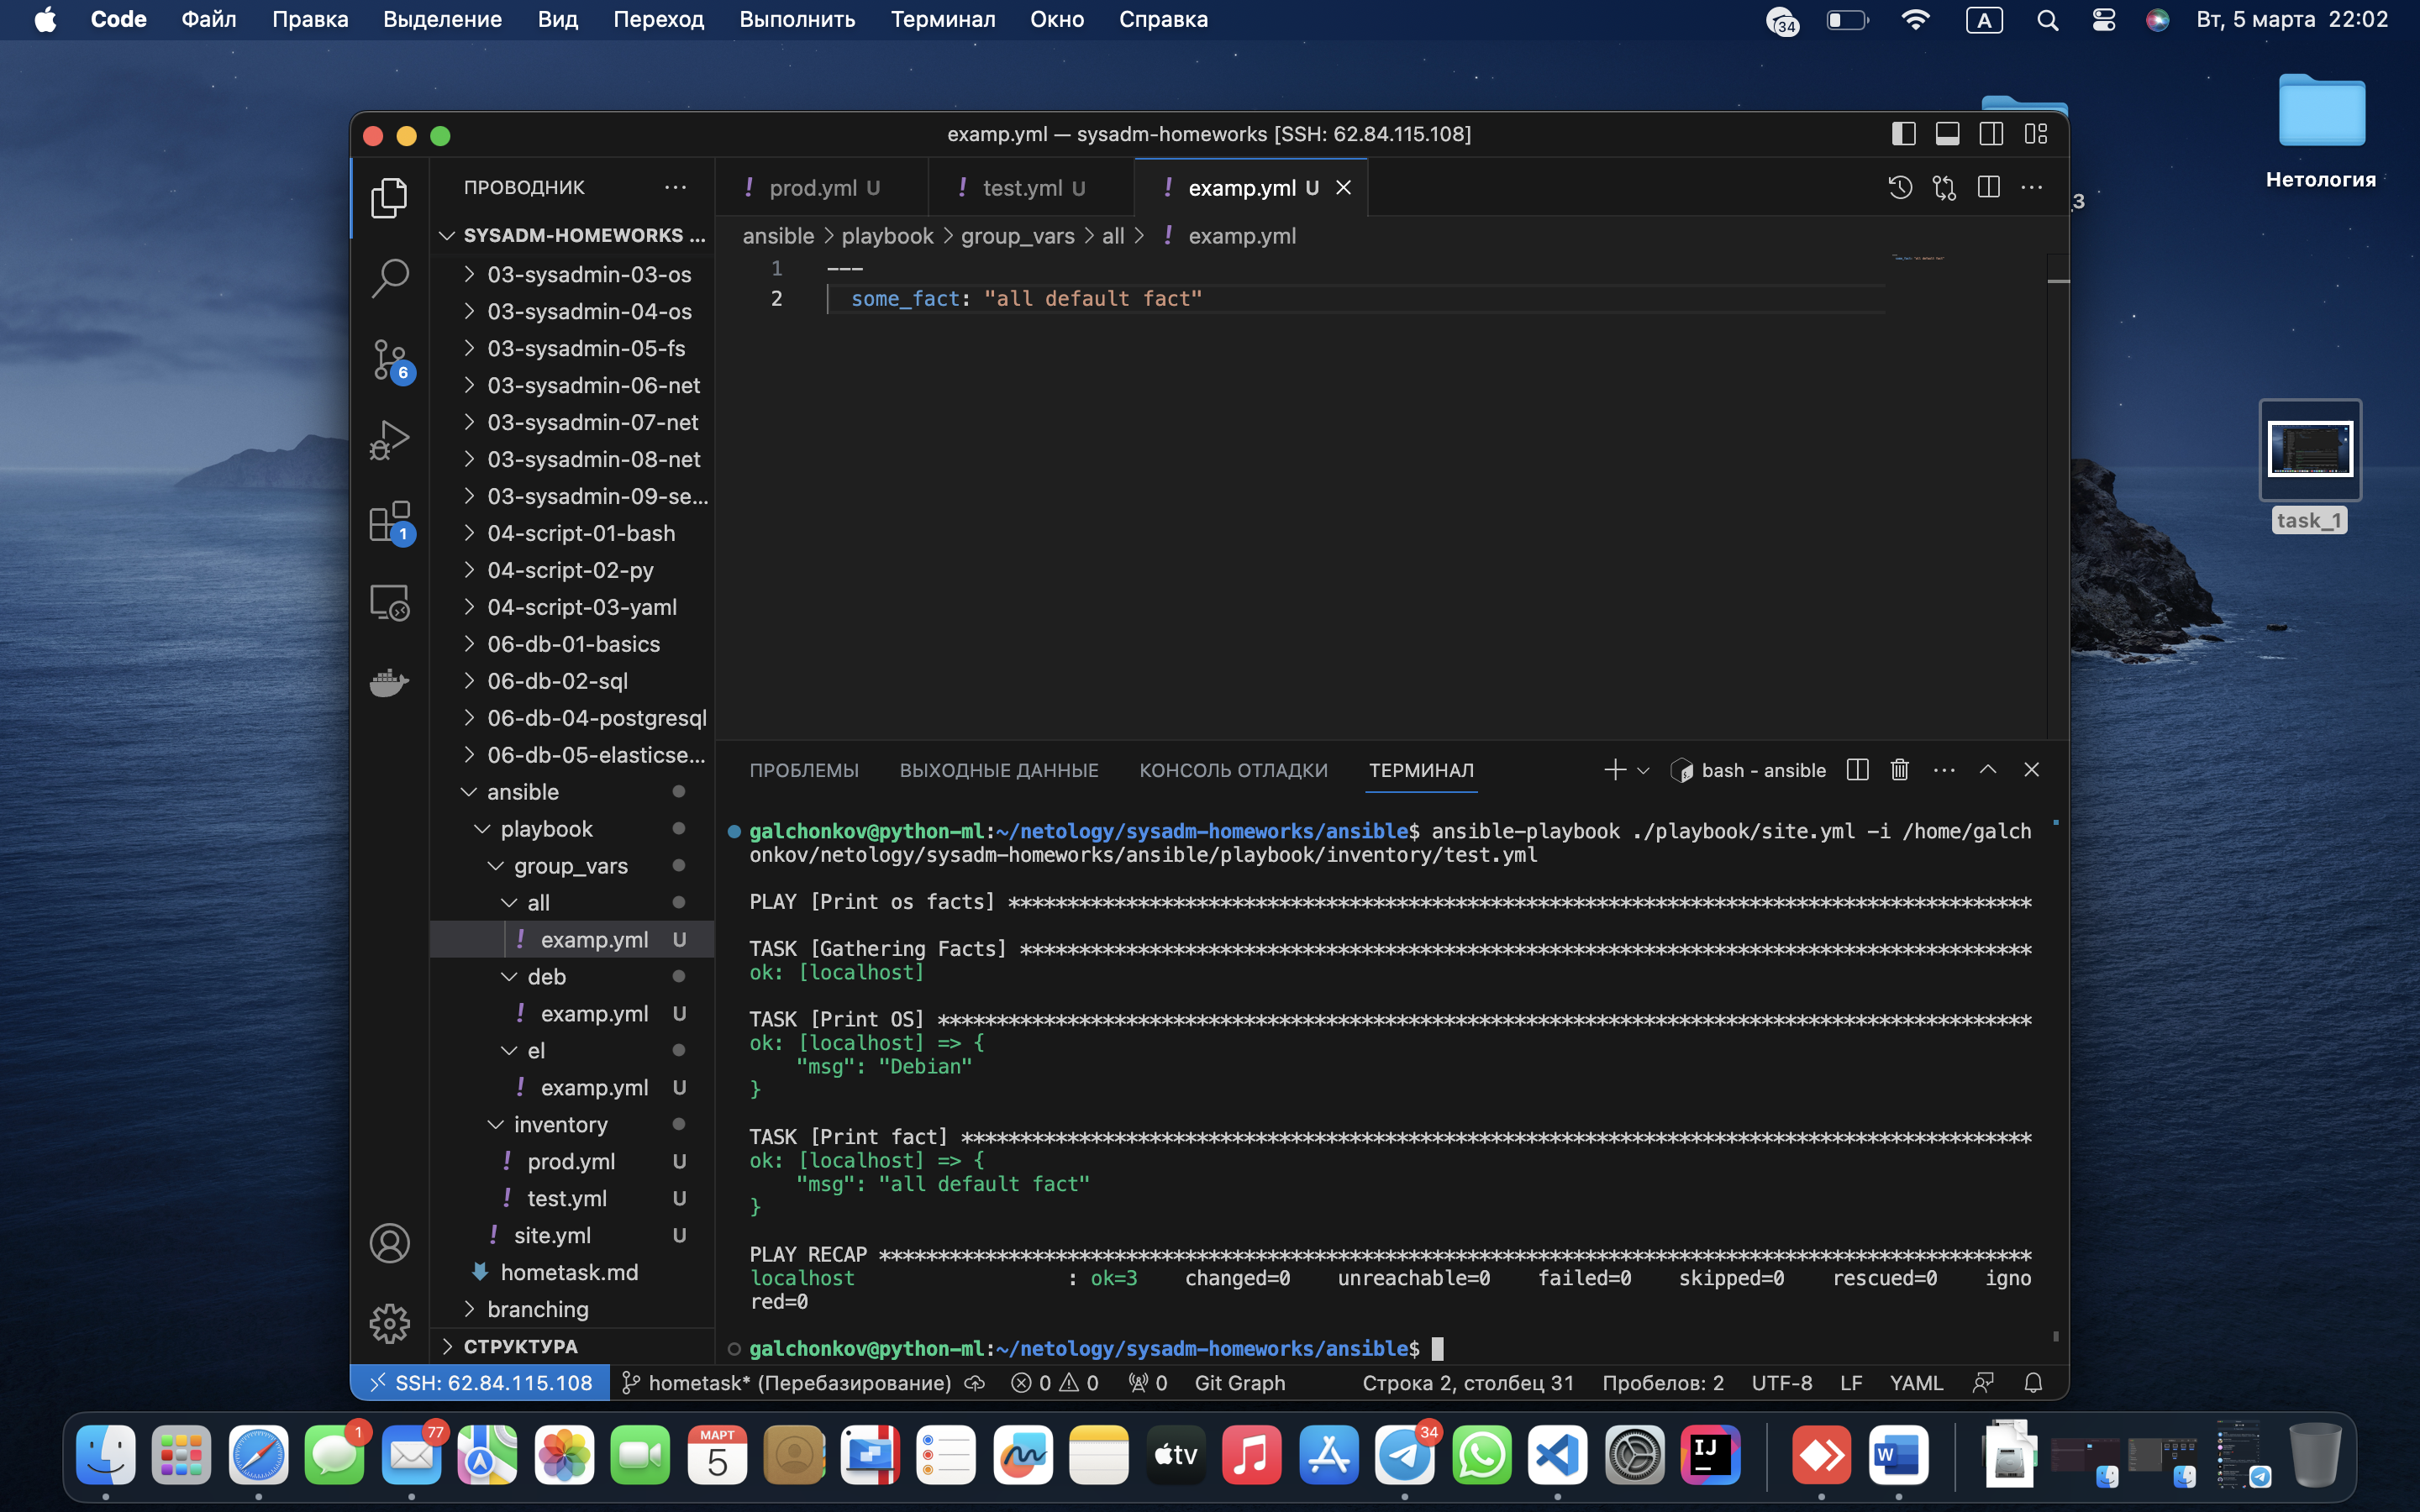 Code Файл Правка Выделение Вид Переход Выполнить Терминал Окно Справка 34 A Вт, 5 марта 22:02
Нетология
_3
task_1
examp.yml — sysadm-homeworks [SSH: 62.84.115.108]
ПРОВОДНИК
! prod.yml U ! test.yml U ! examp.yml U
SYSADM-HOMEWORKS ...
ansible > playbook > group_vars > all > ! examp.yml
1 ---
2 some_fact: "all default fact"
03-sysadmin-03-os
03-sysadmin-04-os
03-sysadmin-05-fs
6
03-sysadmin-06-net
03-sysadmin-07-net
03-sysadmin-08-net
03-sysadmin-09-se...
1
04-script-01-bash
04-script-02-py
04-script-03-yaml
06-db-01-basics
06-db-02-sql
06-db-04-postgresql
06-db-05-elasticse...
ansible
playbook
group_vars
all
! examp.yml U
deb
! examp.yml U
el
! examp.yml U
inventory
! prod.yml U
! test.yml U
! site.yml U
hometask.md
branching
СТРУКТУРА
ПРОБЛЕМЫ ВЫХОДНЫЕ ДАННЫЕ КОНСОЛЬ ОТЛАДКИ ТЕРМИНАЛ bash - ansible
galchonkov@python-ml:~/netology/sysadm-homeworks/ansible$ ansible-playbook ./playbook/site.yml -i /home/galch
onkov/netology/sysadm-homeworks/ansible/playbook/inventory/test.yml
PLAY [Print os facts] ***************************************************************************************
TASK [Gathering Facts] **************************************************************************************
ok: [localhost]
TASK [Print OS] *********************************************************************************************
ok: [localhost] => {
"msg": "Debian"
}
TASK [Print fact] *******************************************************************************************
ok: [localhost] => {
"msg": "all default fact"
}
PLAY RECAP **************************************************************************************************
localhost : ok=3 changed=0 unreachable=0 failed=0 skipped=0 rescued=0 igno
red=0
galchonkov@python-ml:~/netology/sysadm-homeworks/ansible$
SSH: 62.84.115.108 hometask* (Перебазирование) 0 0 0 Git Graph Строка 2, столбец 31 Пробелов: 2 UTF-8 LF YAML
1 77 МАРТ 5 tv 34 IJ W